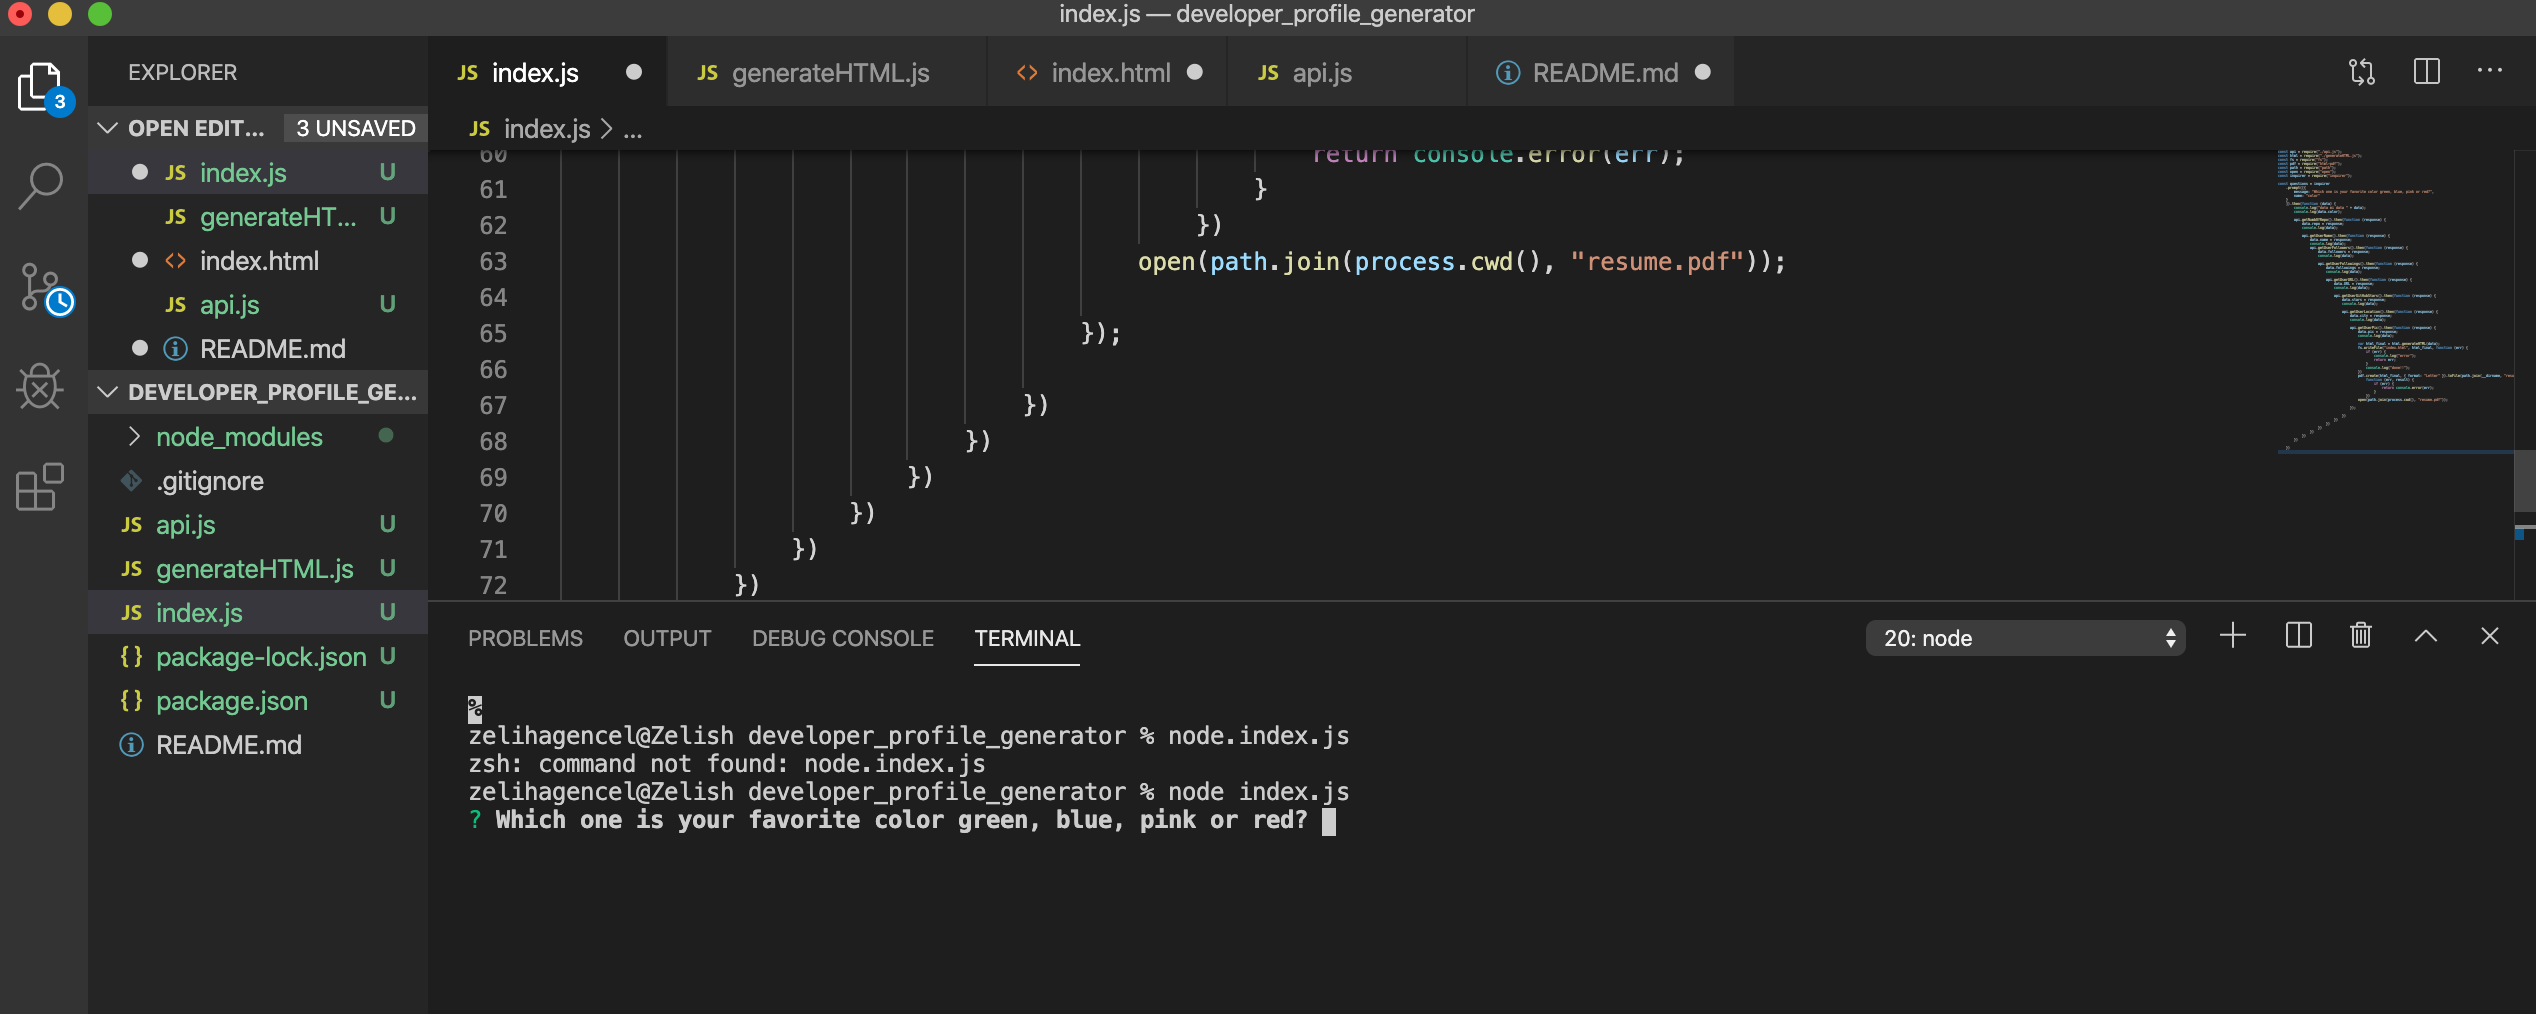 index.js — developer_profile_generator
3
EXPLORER
OPEN EDIT... 3 UNSAVED
JS index.js U
JS generateHT... U
<> index.html
JS api.js U
README.md
DEVELOPER_PROFILE_GE...
node_modules
.gitignore
JS api.js U
JS generateHTML.js U
JS index.js U
{} package-lock.json U
{} package.json U
README.md
JS index.js JS generateHTML.js <> index.html JS api.js README.md ...
JS index.js > ...
60 return console.error(err);
61 }
62 })
63 open(path.join(process.cwd(), "resume.pdf"));
64
65 });
66
67 })
68 })
69 })
70 })
71 })
72 })
PROBLEMS OUTPUT DEBUG CONSOLE TERMINAL 20: node
%
zelihagencel@Zelish developer_profile_generator % node.index.js
zsh: command not found: node.index.js
zelihagencel@Zelish developer_profile_generator % node index.js
? Which one is your favorite color green, blue, pink or red?